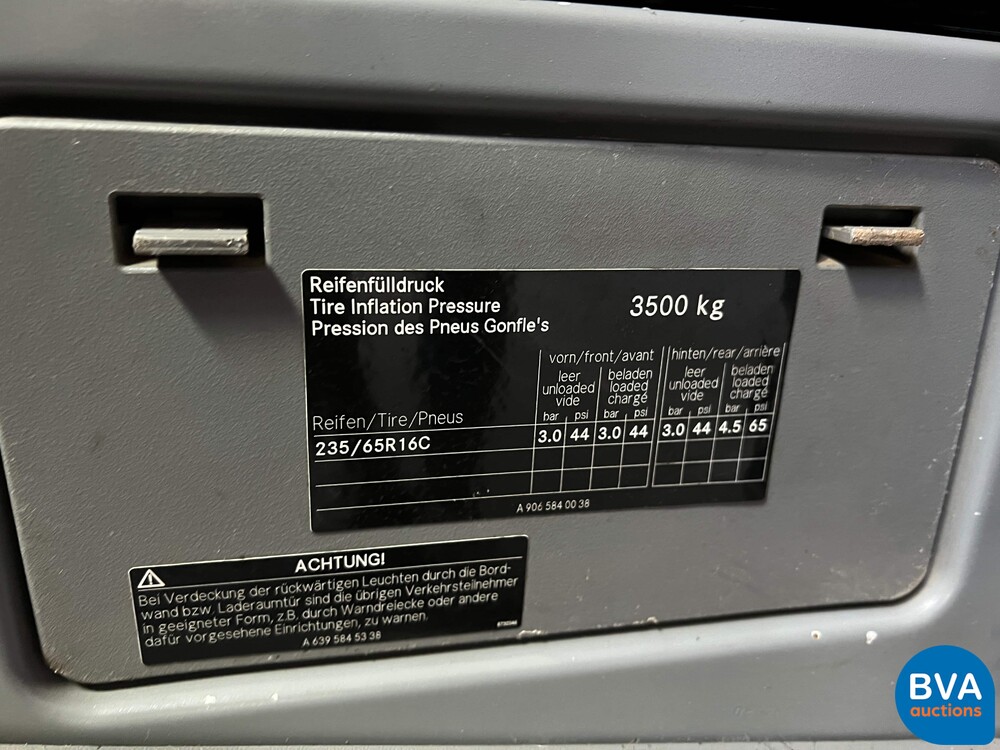 Reifenfülldruck
Tire Inflation Pressure
Pression des Pneus Gonfle's
3500 kg
vorn/front/avant hinten/rear/arrière
leer beladen leer beladen
unloaded loaded unloaded loaded
vide chargé vide chargé
Reifen/Tire/Pneus bar psi bar psi bar psi bar psi
235/65R16C 3.0 44 3.0 44 3.0 44 4.5 65
A 906 584 00 38
ACHTUNG!
Bei Verdeckung der rückwärtigen Leuchten durch die Bord-
wand bzw. Laderaumtür sind die übrigen Verkehrsteilnehmer
in geeigneter Form, z.B. durch Warndreiecke oder andere
dafür vorgesehene Einrichtungen, zu warnen.
A 639 584 53 38
BVA
auctions